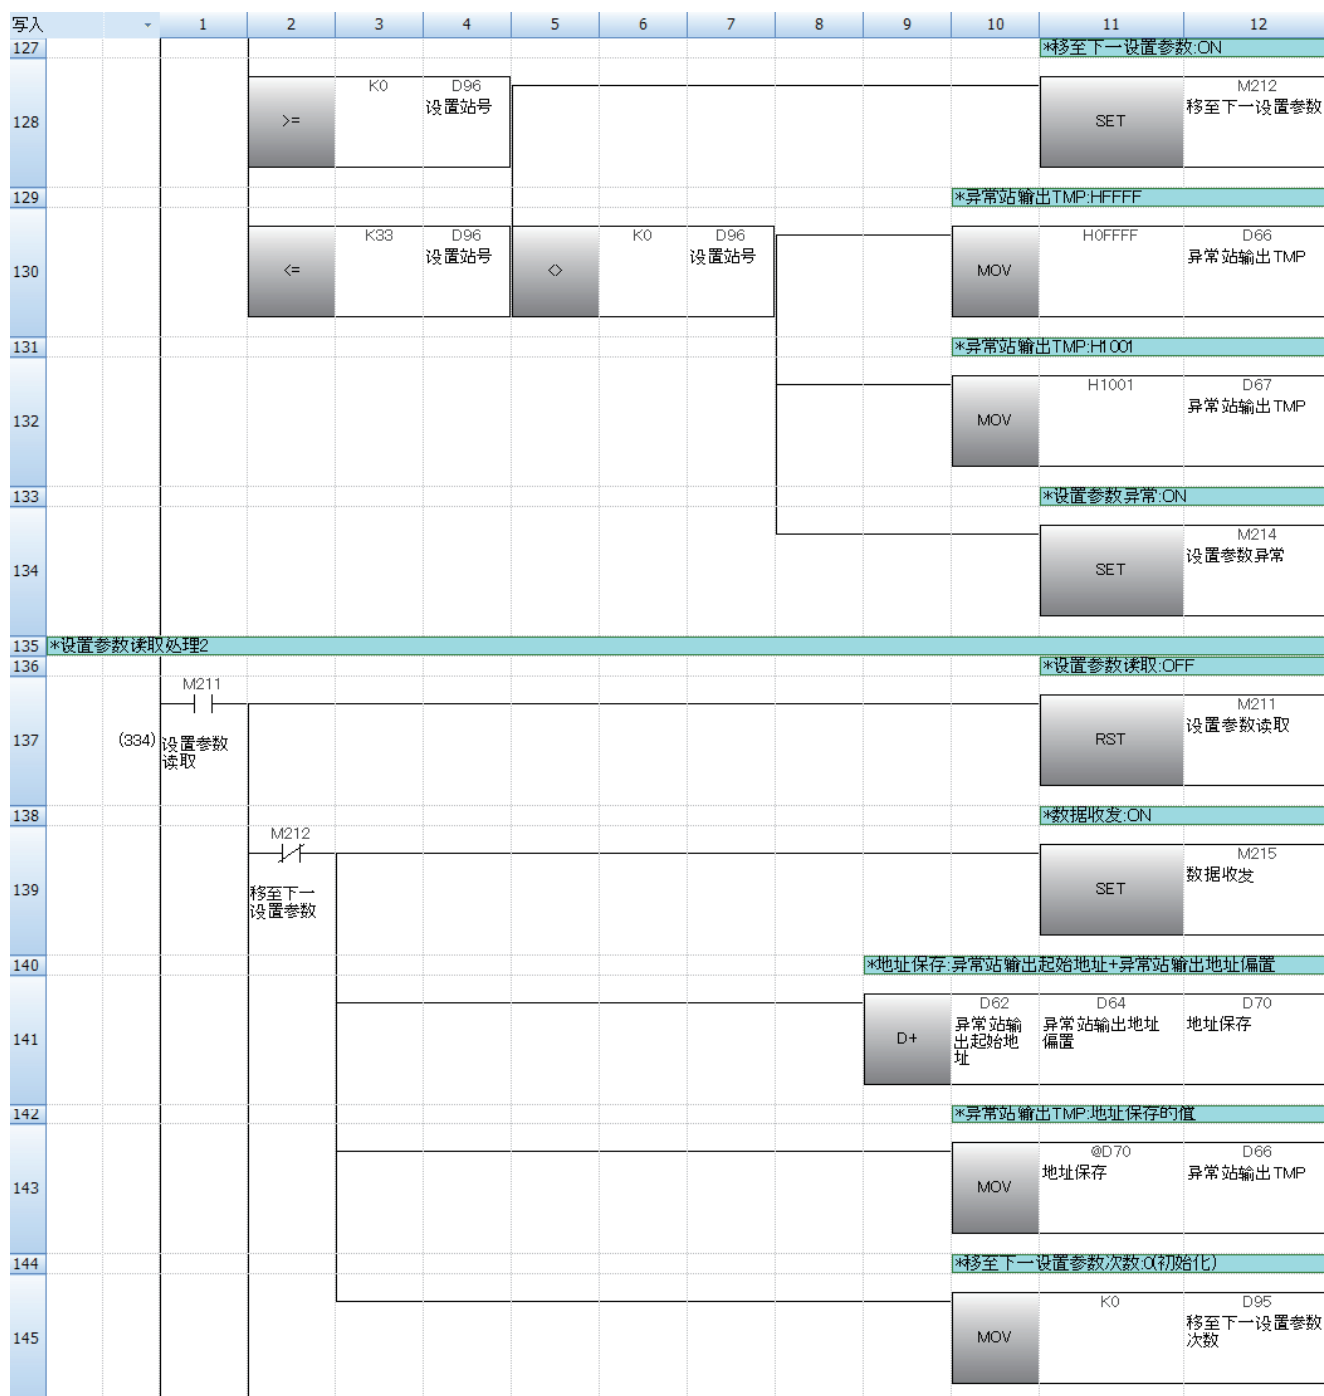 写入 1 2 3 4 5 6 7 8 9 10 11 12
127 *移至下一设置参数:ON
K0 D96 M212
设置站号 移至下一设置参数
128 >= SET
129 *异常站输出TMP:HFFFF
K33 D96 K0 D96 H0FFFF D66
设置站号 设置站号 异常站输出TMP
130 <= <> MOV
131 *异常站输出TMP:H1001
H1001 D67
异常站输出TMP
132 MOV
133 *设置参数异常:ON
M214
设置参数异常
134 SET
135 *设置参数读取处理2
136 *设置参数读取:OFF
M211 M211
设置参数读取
137 (334) 设置参数 SET
读取
138 *数据收发:ON
M212 M215
数据收发
139 移至下一 SET
设置参数
140 *地址保存:异常站输出起始地址+异常站输出地址偏置
D62 D64 D70
异常站输 异常站输出地址 地址保存
141 D+ 出起始地 偏置
址
142 *异常站输出TMP:地址保存的值
@D70 D66
地址保存 异常站输出TMP
143 MOV
144 *移至下一设置参数次数:0(初始化)
K0 D95
移至下一设置参数
145 MOV 次数